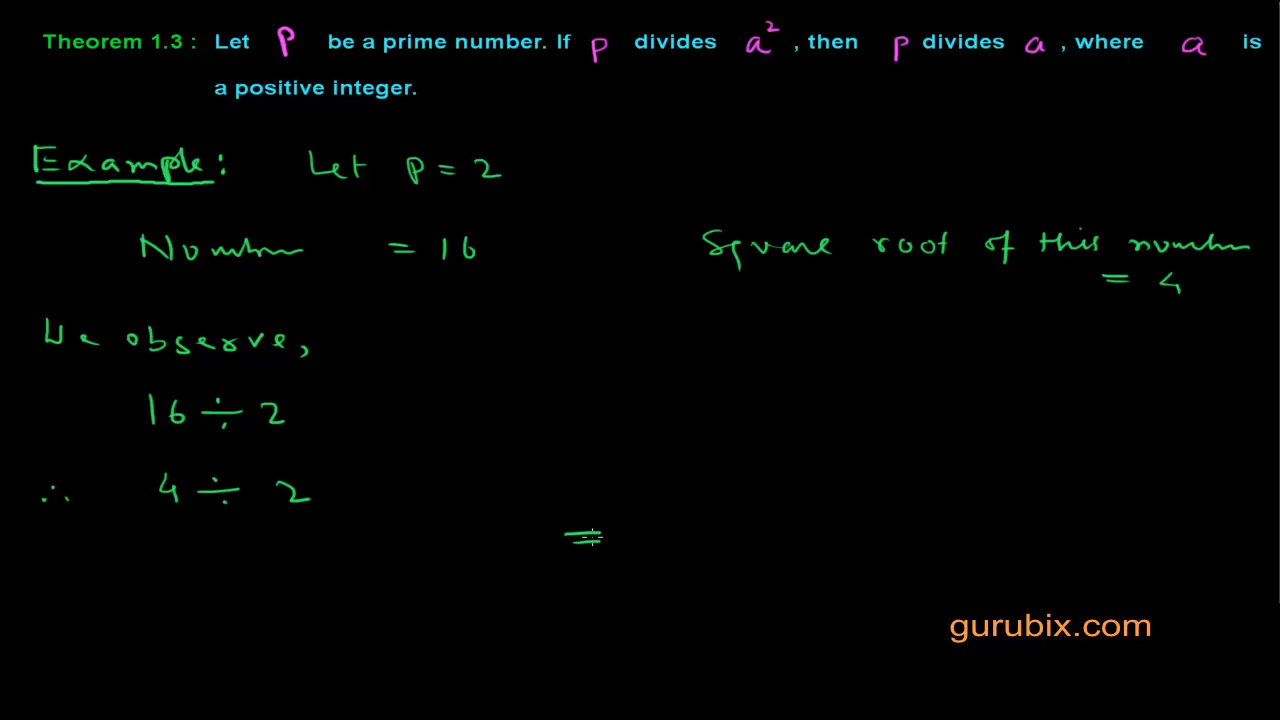 Theorem 1.3 : Let p be a prime number. If p divides a², then p divides a, where a is
a positive integer.
Example: Let p = 2
Number = 16 Square root of this number
= 4
We observe,
16 ÷ 2
∴ 4 ÷ 2
=
gurubix.com